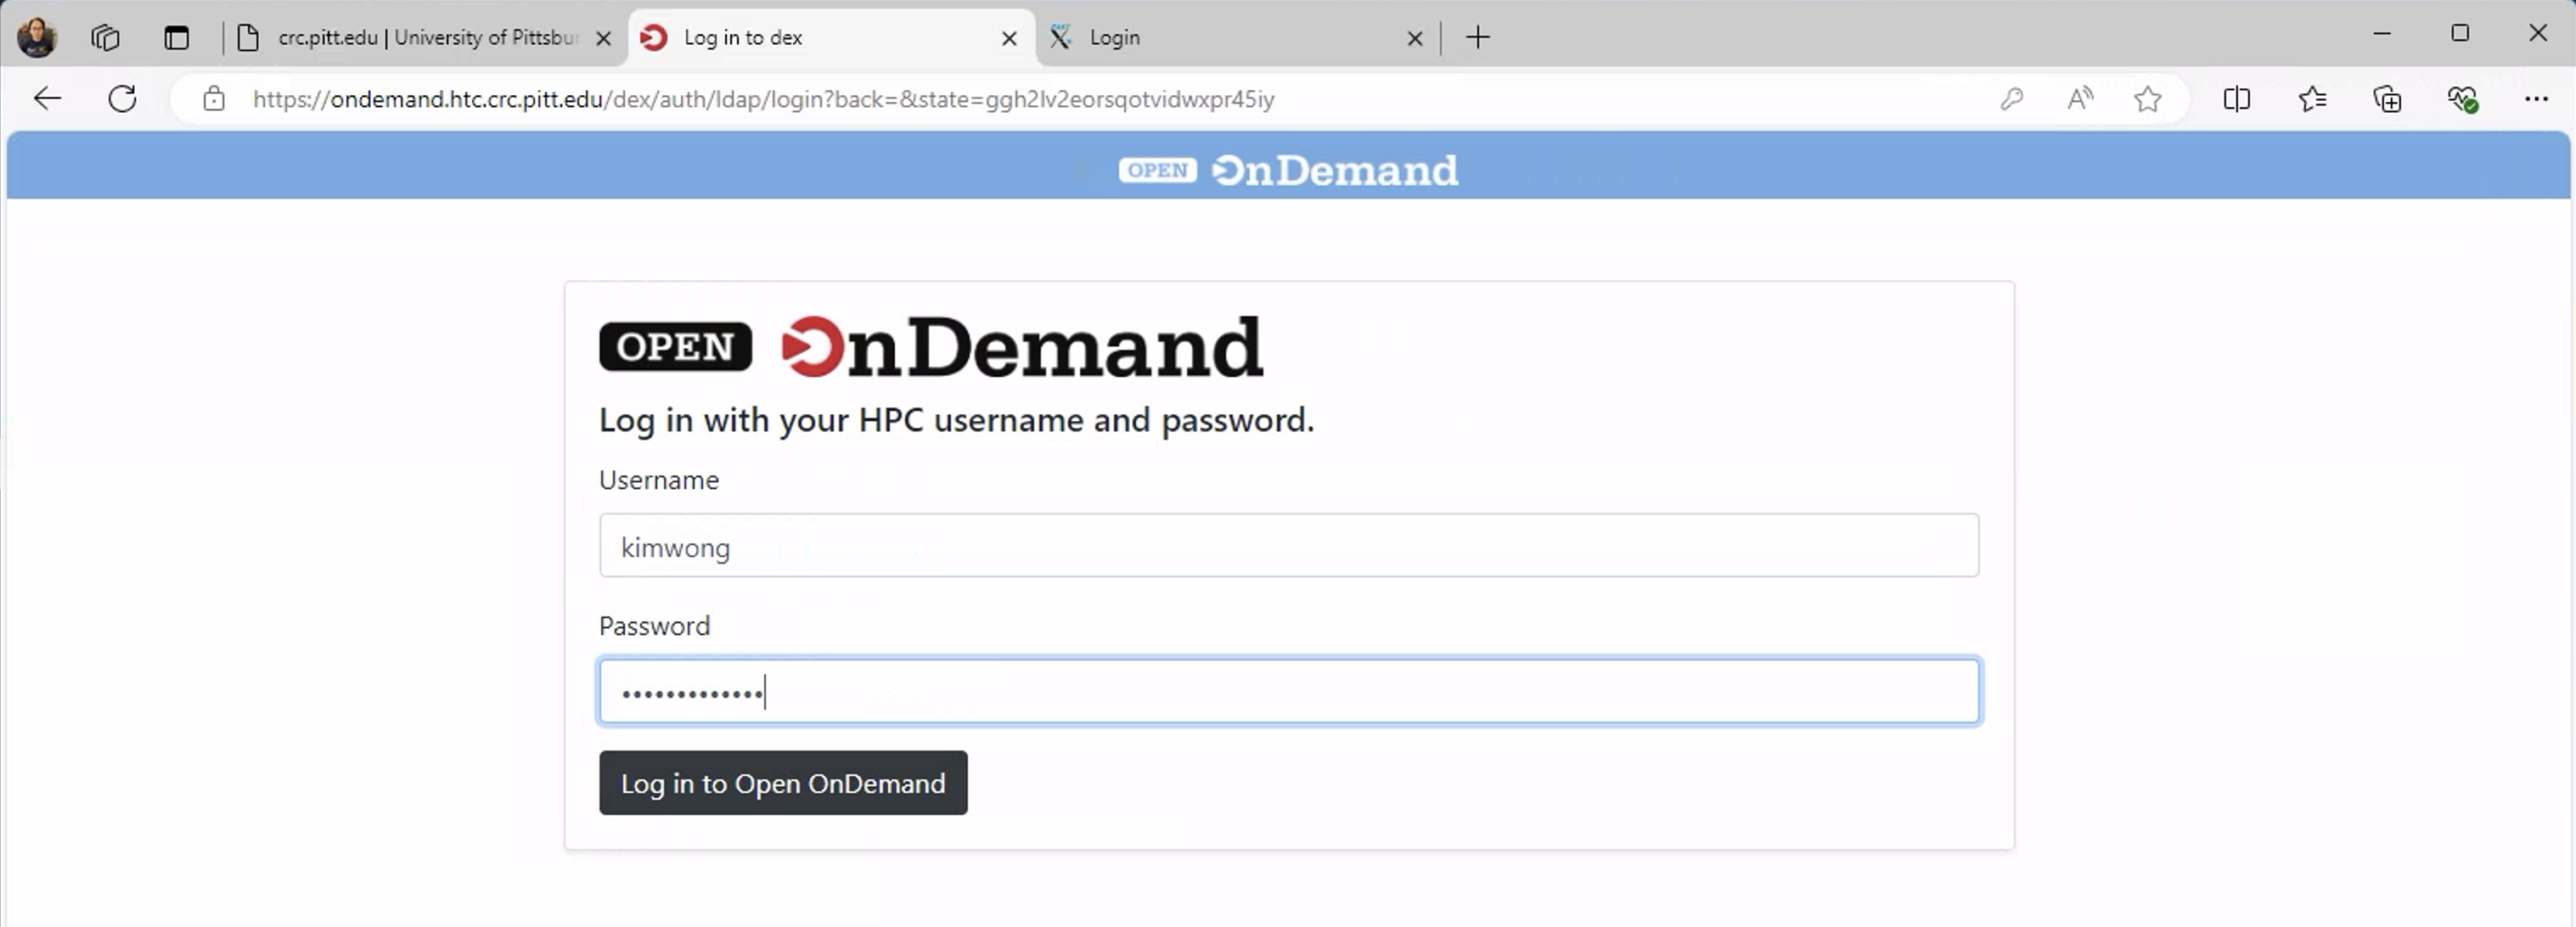 crc.pitt.edu | University of Pittsbur
Log in to dex
Login
https://ondemand.htc.crc.pitt.edu/dex/auth/ldap/login?back=&state=ggh2lv2eorsqotvidwxpr45iy
OPEN OnDemand
OPEN OnDemand
Log in with your HPC username and password.
Username
kimwong
Password
•••••••••••••
Log in to Open OnDemand